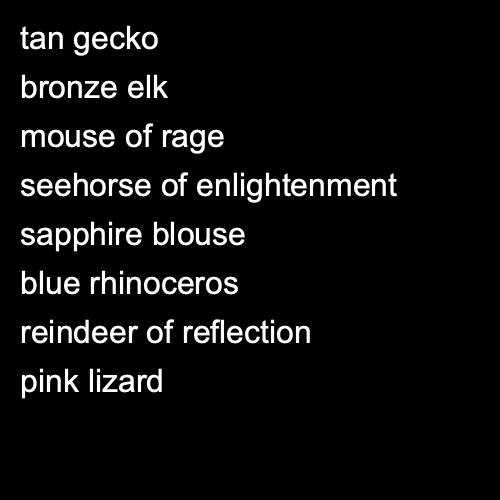 tan gecko
bronze elk
mouse of rage
seehorse of enlightenment
sapphire blouse
blue rhinoceros
reindeer of reflection
pink lizard